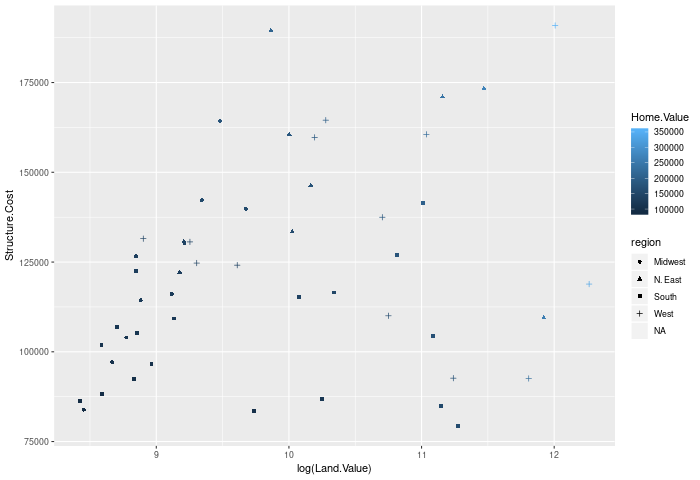 175000
150000
125000
100000
75000
Structure.Cost
9
10
11
12
log(Land.Value)
Home.Value
350000
300000
250000
200000
150000
100000
region
Midwest
N. East
South
West
NA